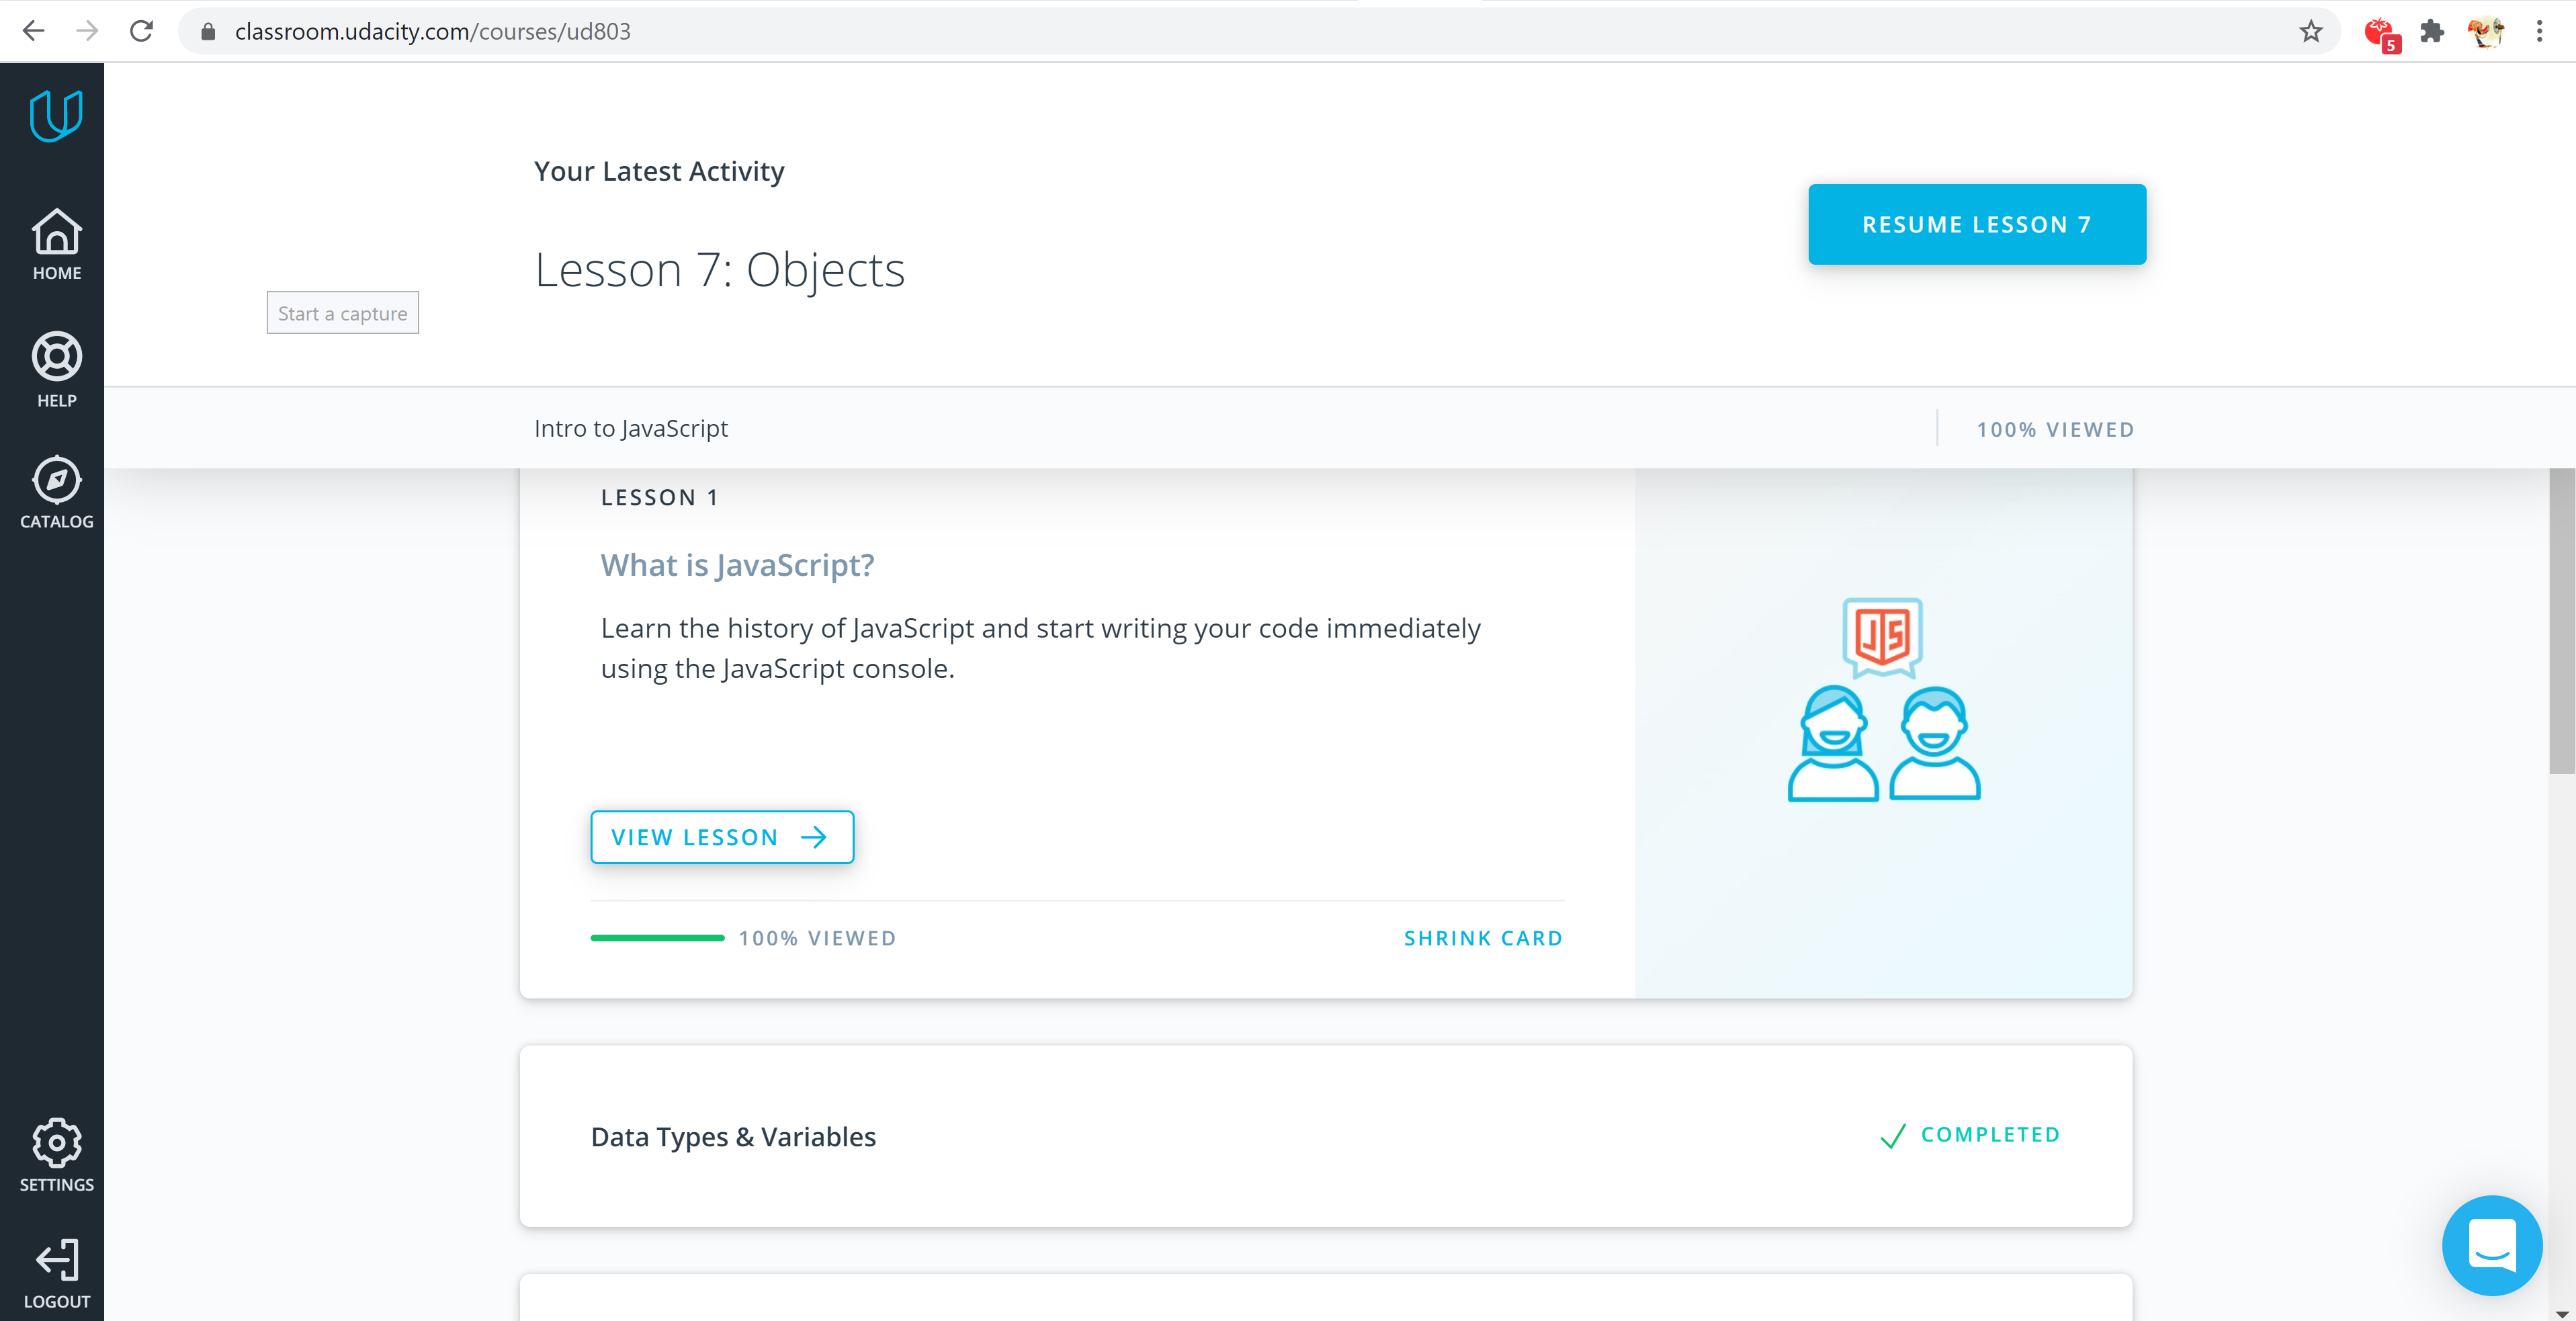 classroom.udacity.com/courses/ud803
5
HOME
HELP
CATALOG
SETTINGS
LOGOUT
Your Latest Activity
Lesson 7: Objects
RESUME LESSON 7
Start a capture
Intro to JavaScript
100% VIEWED
LESSON 1
What is JavaScript?
Learn the history of JavaScript and start writing your code immediately
using the JavaScript console.
JS
VIEW LESSON
100% VIEWED
SHRINK CARD
Data Types & Variables
COMPLETED